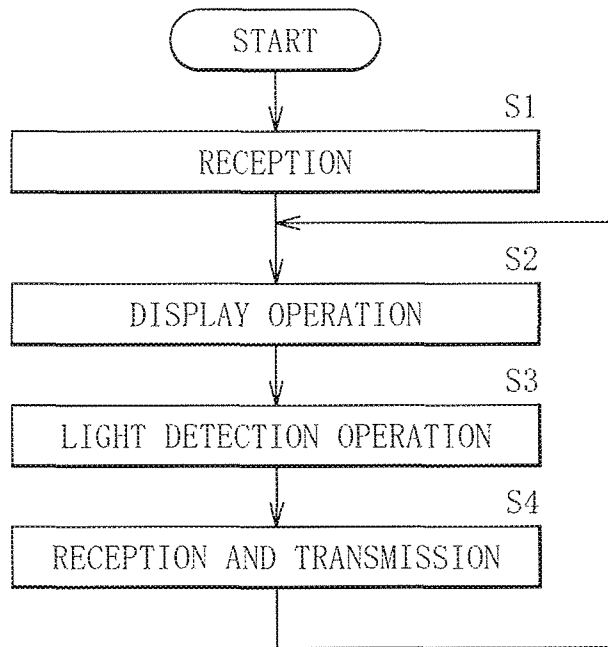 START
S1
RECEPTION
S2
DISPLAY OPERATION
S3
LIGHT DETECTION OPERATION
S4
RECEPTION AND TRANSMISSION